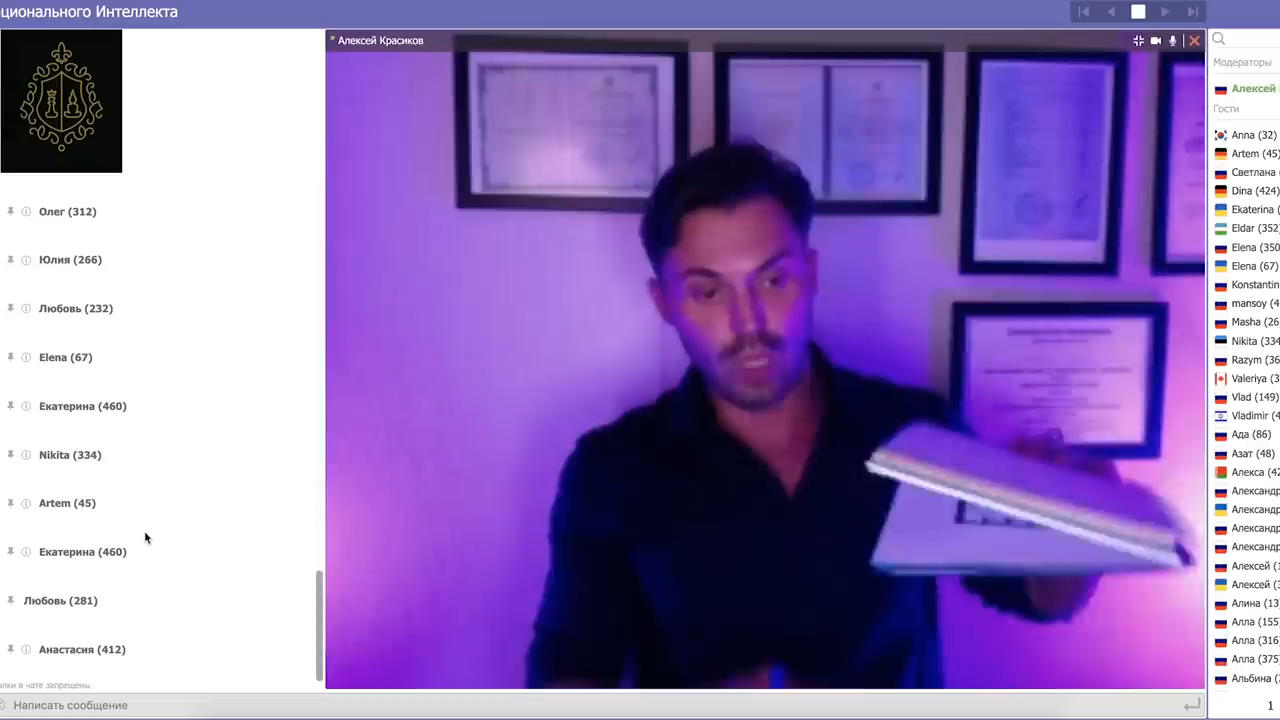 ционального Интеллекта
Алексей Красиков
Олег (312)
Юлия (266)
Любовь (232)
Elena (67)
Екатерина (460)
Nikita (334)
Artem (45)
Екатерина (460)
Любовь (281)
Анастасия (412)
лки в чате запрещены
Написать сообщение
Модераторы
Алексей
Гости
Anna (32)
Artem (45)
Светлана (
Dina (424)
Ekaterina (
Eldar (352)
Elena (350
Elena (67)
Konstantin
mansoy (4
Masha (26
Nikita (334
Razym (36
Valeriya (3
Vlad (149)
Vladimir (4
Ада (86)
Азат (48)
Алекса (42
Александр
Александр
Александр
Александр
Алексей (1
Алексей (3
Алина (13
Алла (155)
Алла (316)
Алла (375)
Альбина (
1